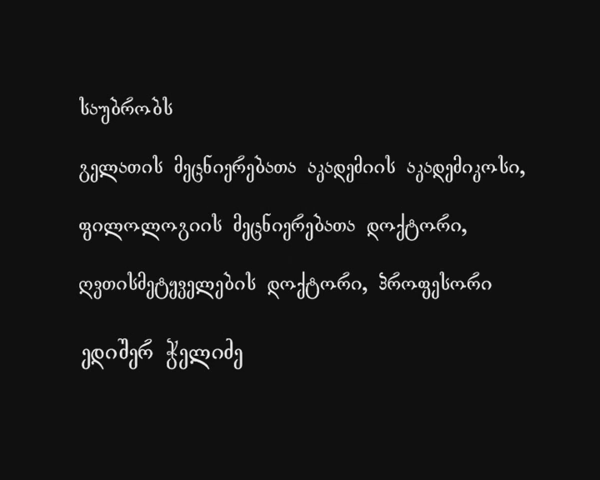 საუბრობს
გელათის მეცნიერებათა აკადემიის აკადემიკოსი,
ფილოლოგიის მეცნიერებათა დოქტორი,
ღვთისმეტყველების დოქტორი, პროფესორი
ედიშერ ჭელიძე